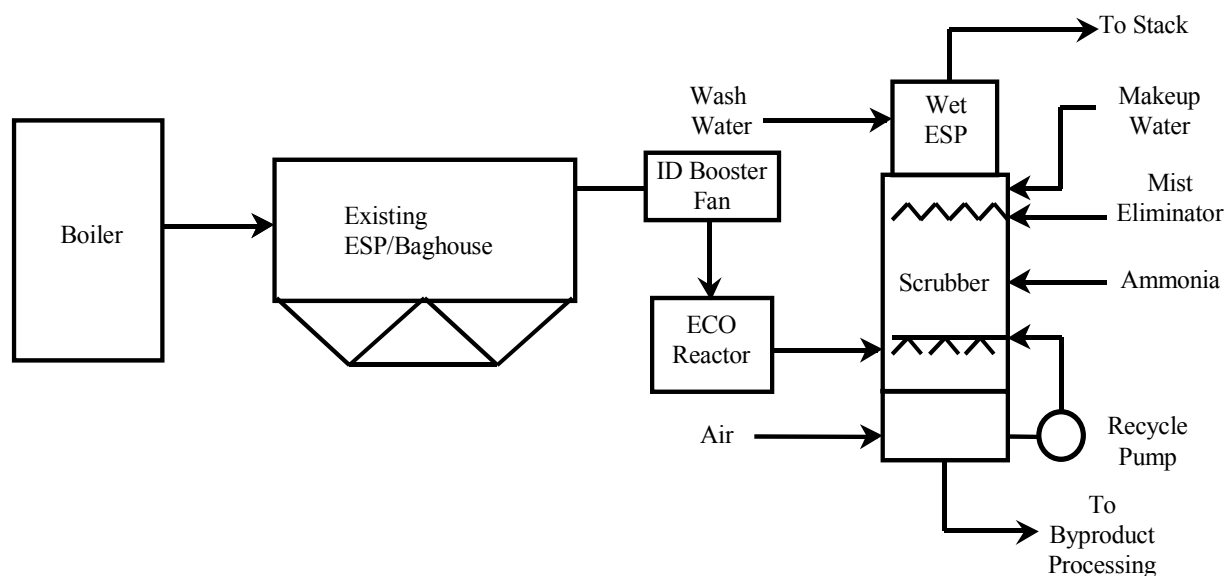 To Stack
Wash
Water
Wet
ESP
Makeup
Water
Boiler
Existing
ESP/Baghouse
ID Booster
Fan
Mist
Eliminator
Scrubber
Ammonia
ECO
Reactor
Air
Recycle
Pump
To
Byproduct
Processing